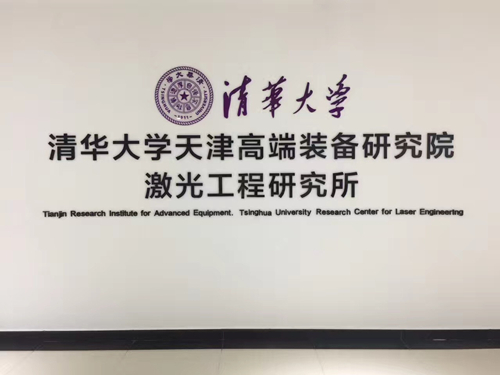 清華大学
清华大学天津高端装备研究院
激光工程研究所
Tianjin Research Institute for Advanced Equipment. Tsinghua University Research Center for Laser Engineering